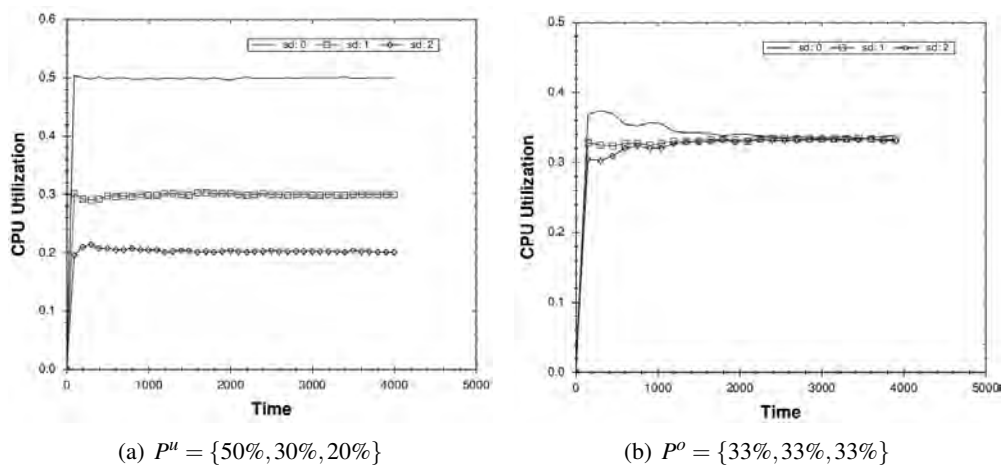 0.6
0.5
0.4
0.3
0.2
0.1
0.0
CPU Utilization
sd: 0 sd: 1 sd: 2
0 1000 2000 3000 4000 5000
Time
(a) Pᵘ = {50%, 30%, 20%}
0.5
0.4
0.3
0.2
0.1
0.0
CPU Utilization
sd: 0 sd: 1 sd: 2
0 1000 2000 3000 4000 5000
Time
(b) Pᵒ = {33%, 33%, 33%}